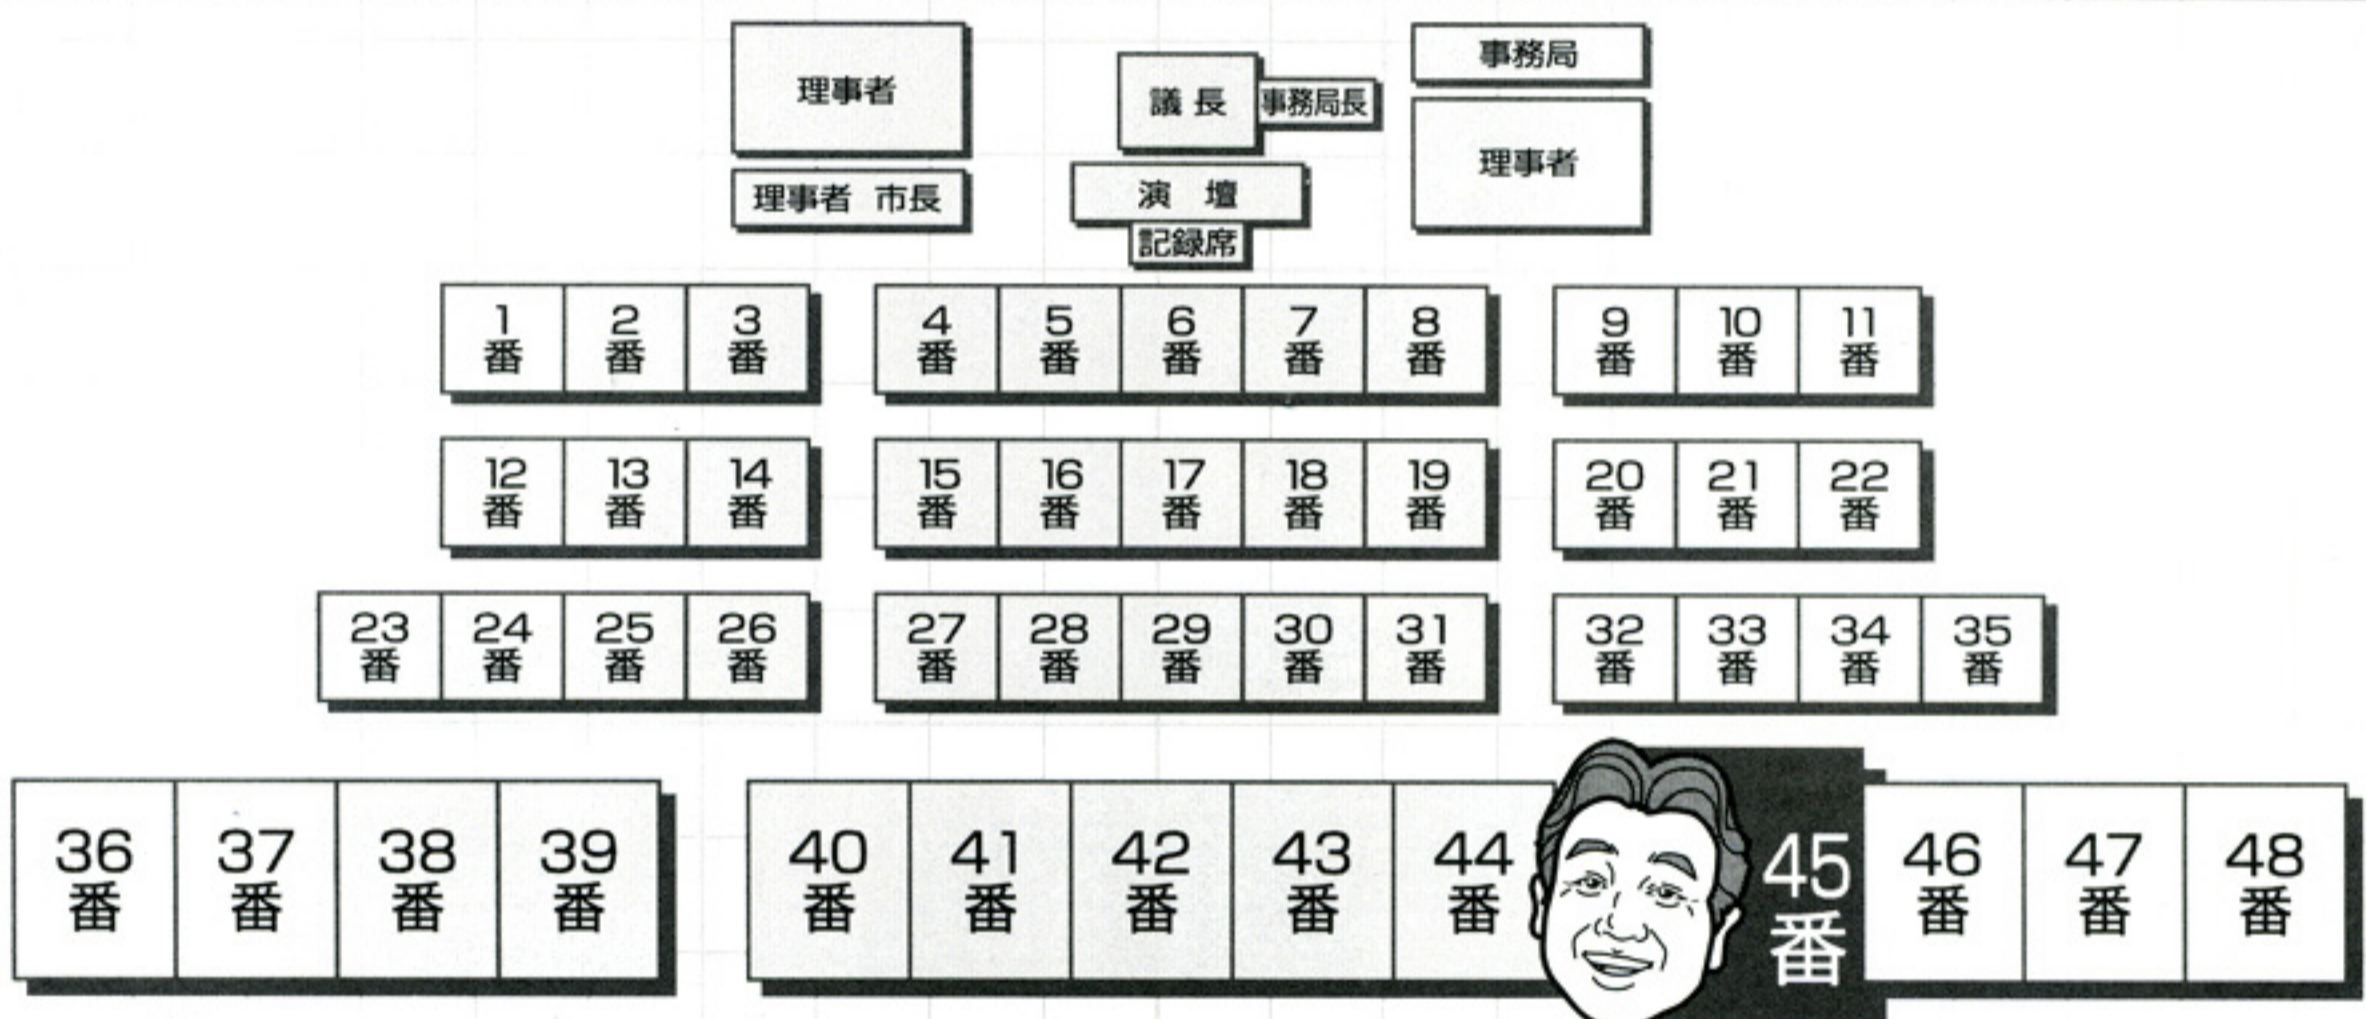 理事者
議長
事務局長
事務局
理事者
理事者 市長
演壇
記録席
1番 2番 3番 4番 5番 6番 7番 8番 9番 10番 11番
12番 13番 14番 15番 16番 17番 18番 19番 20番 21番 22番
23番 24番 25番 26番 27番 28番 29番 30番 31番 32番 33番 34番 35番
36番 37番 38番 39番 40番 41番 42番 43番 44番 45番 46番 47番 48番